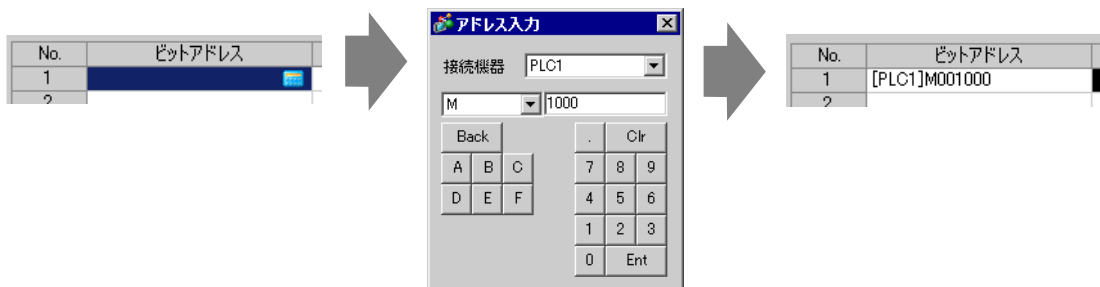 No. ビットアドレス
1
2
アドレス入力
接続機器 PLC1
M 1000
Back . Clr
A B C 7 8 9
D E F 4 5 6
1 2 3
0 Ent
No. ビットアドレス
1 [PLC1]M001000
2